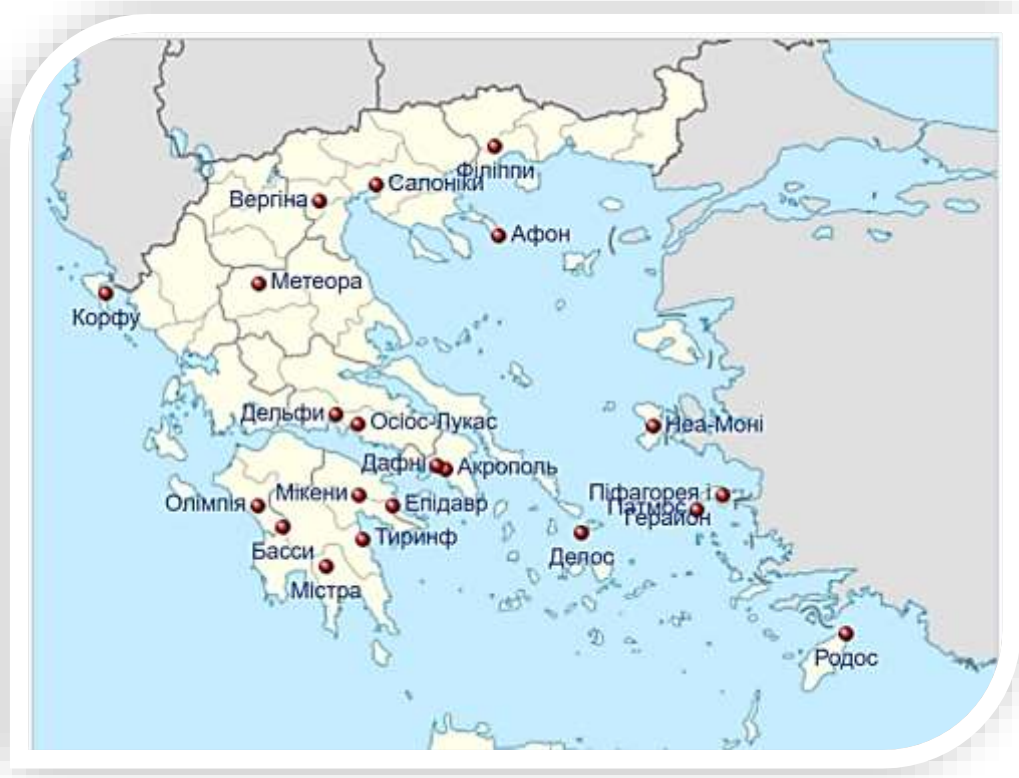 Філіппи
Салоніки
Вергіна
Афон
Метеора
Корфу
Дельфи
Осіос-Лукас
Неа-Моні
Дафні
Акрополь
Мікени
Олімпія
Епідавр
Піфагорея і
Герайон
Патмос
Тиринф
Басси
Делос
Містра
Родос